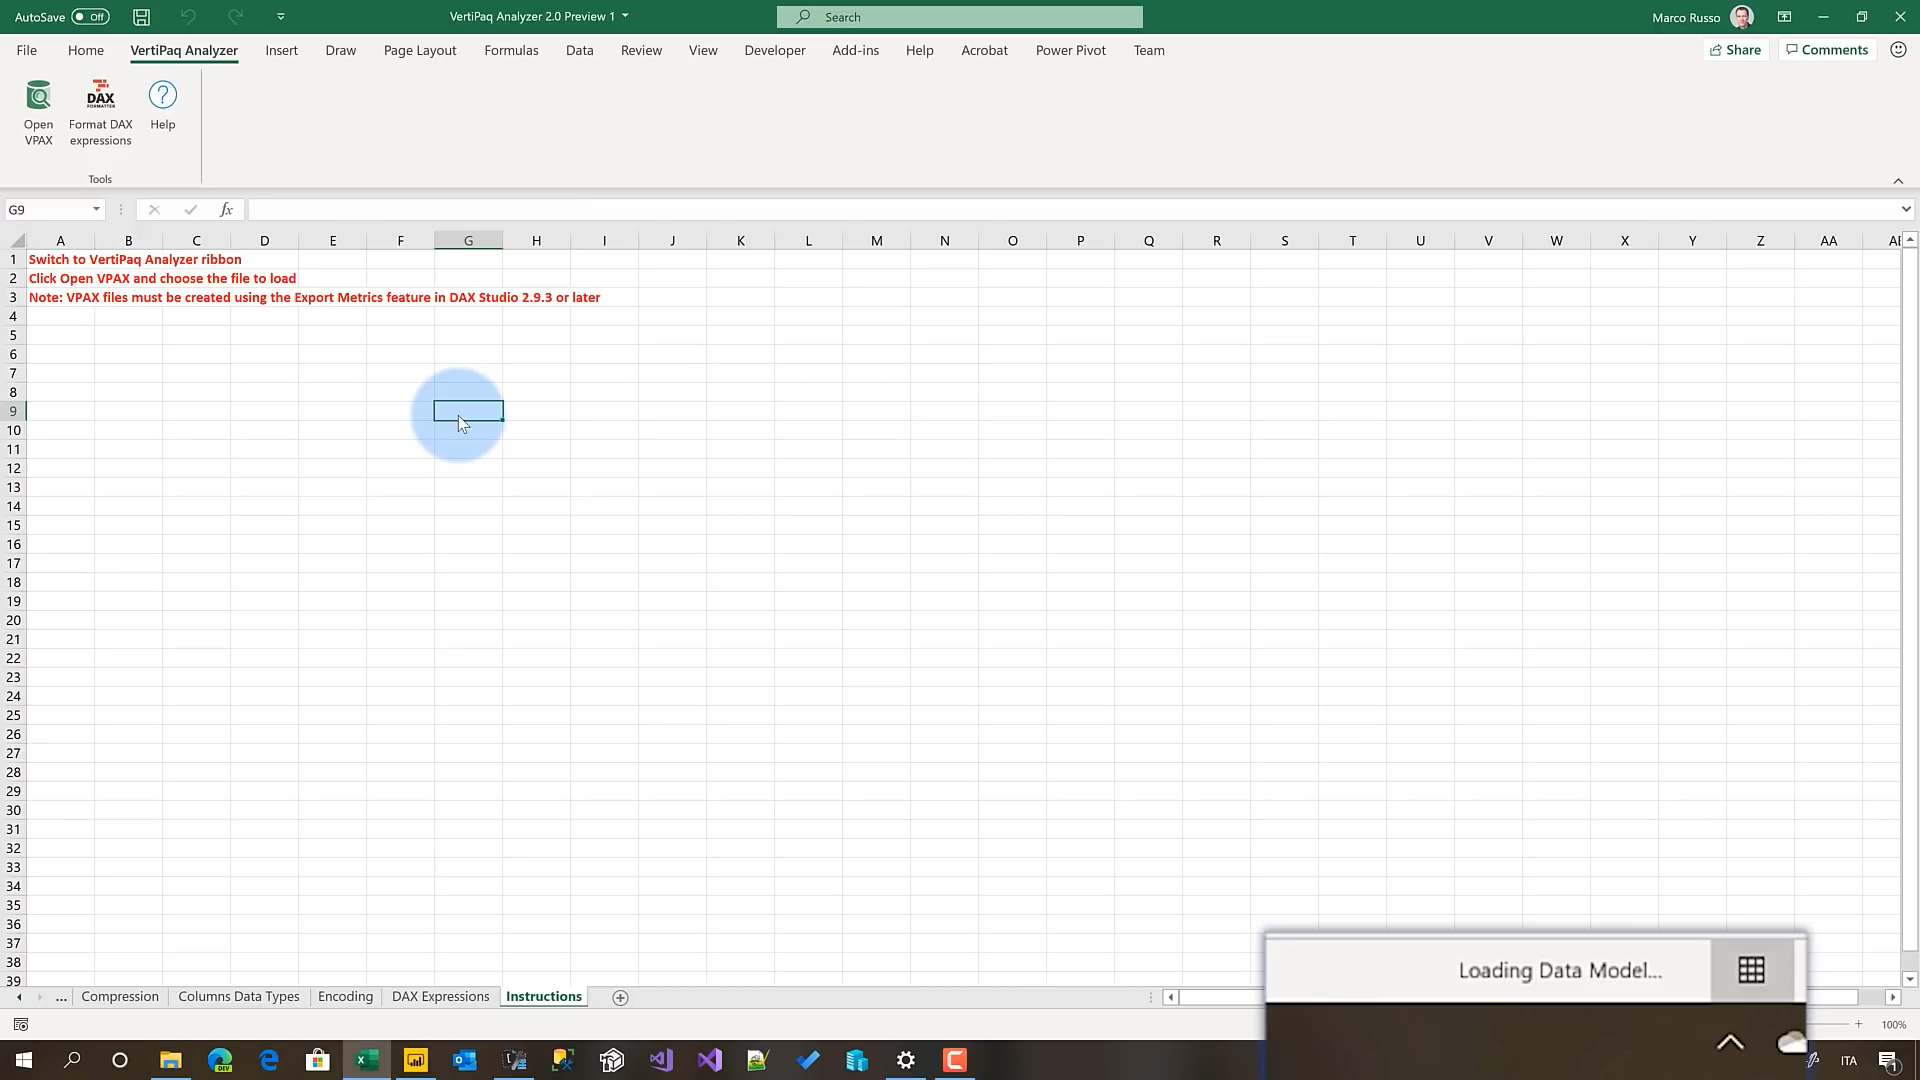 AutoSave Off VertiPaq Analyzer 2.0 Preview 1 Search Marco Russo
File Home VertiPaq Analyzer Insert Draw Page Layout Formulas Data Review View Developer Add-ins Help Acrobat Power Pivot Team Share Comments
Open VPAX
Format DAX expressions
DAX
FORMATTER
Help
Tools
G9 fx
A B C D E F G H I J K L M N O P Q R S T U V W X Y Z AA
1 Switch to VertiPaq Analyzer ribbon
2 Click Open VPAX and choose the file to load
3 Note: VPAX files must be created using the Export Metrics feature in DAX Studio 2.9.3 or later
4
5
6
7
8
9
10
11
12
13
14
15
16
17
18
19
20
21
22
23
24
25
26
27
28
29
30
31
32
33
34
35
36
37
38
39
Loading Data Model...
... Compression Columns Data Types Encoding DAX Expressions Instructions
100%
DEV
ITA
1